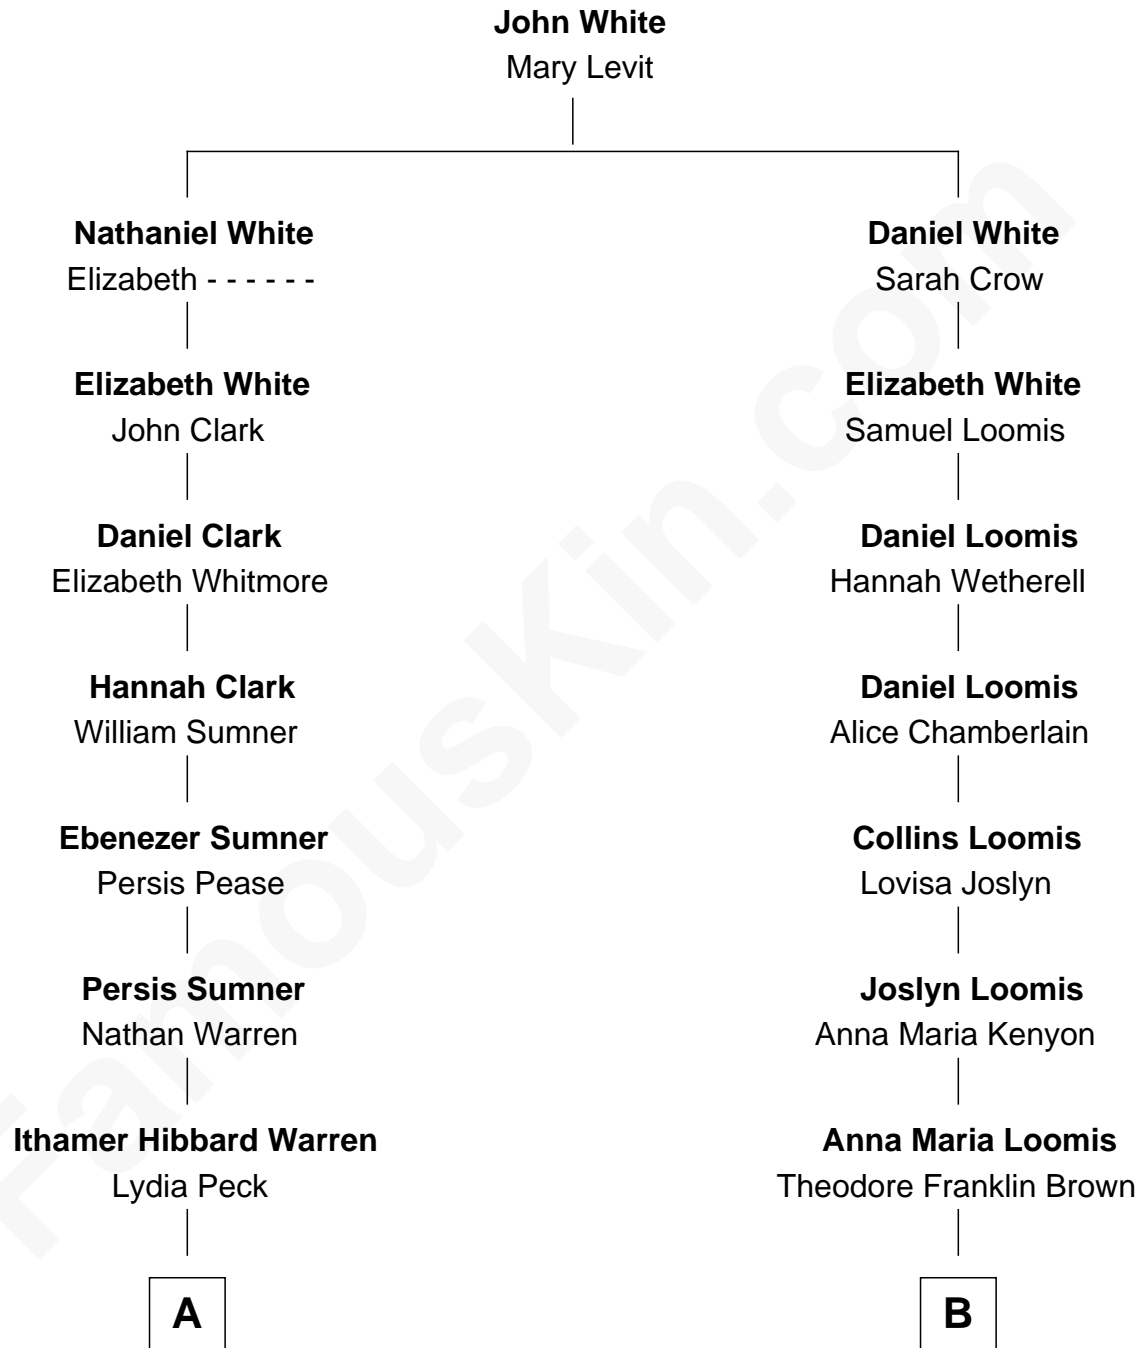 John White
Mary Levit
Nathaniel White
Elizabeth - - - - - -
Daniel White
Sarah Crow
Elizabeth White
John Clark
Elizabeth White
Samuel Loomis
Daniel Clark
Elizabeth Whitmore
Daniel Loomis
Hannah Wetherell
Hannah Clark
William Sumner
Daniel Loomis
Alice Chamberlain
Ebenezer Sumner
Persis Pease
Collins Loomis
Lovisa Joslyn
Persis Sumner
Nathan Warren
Joslyn Loomis
Anna Maria Kenyon
Ithamer Hibbard Warren
Lydia Peck
Anna Maria Loomis
Theodore Franklin Brown
A
B
FamousKin.com